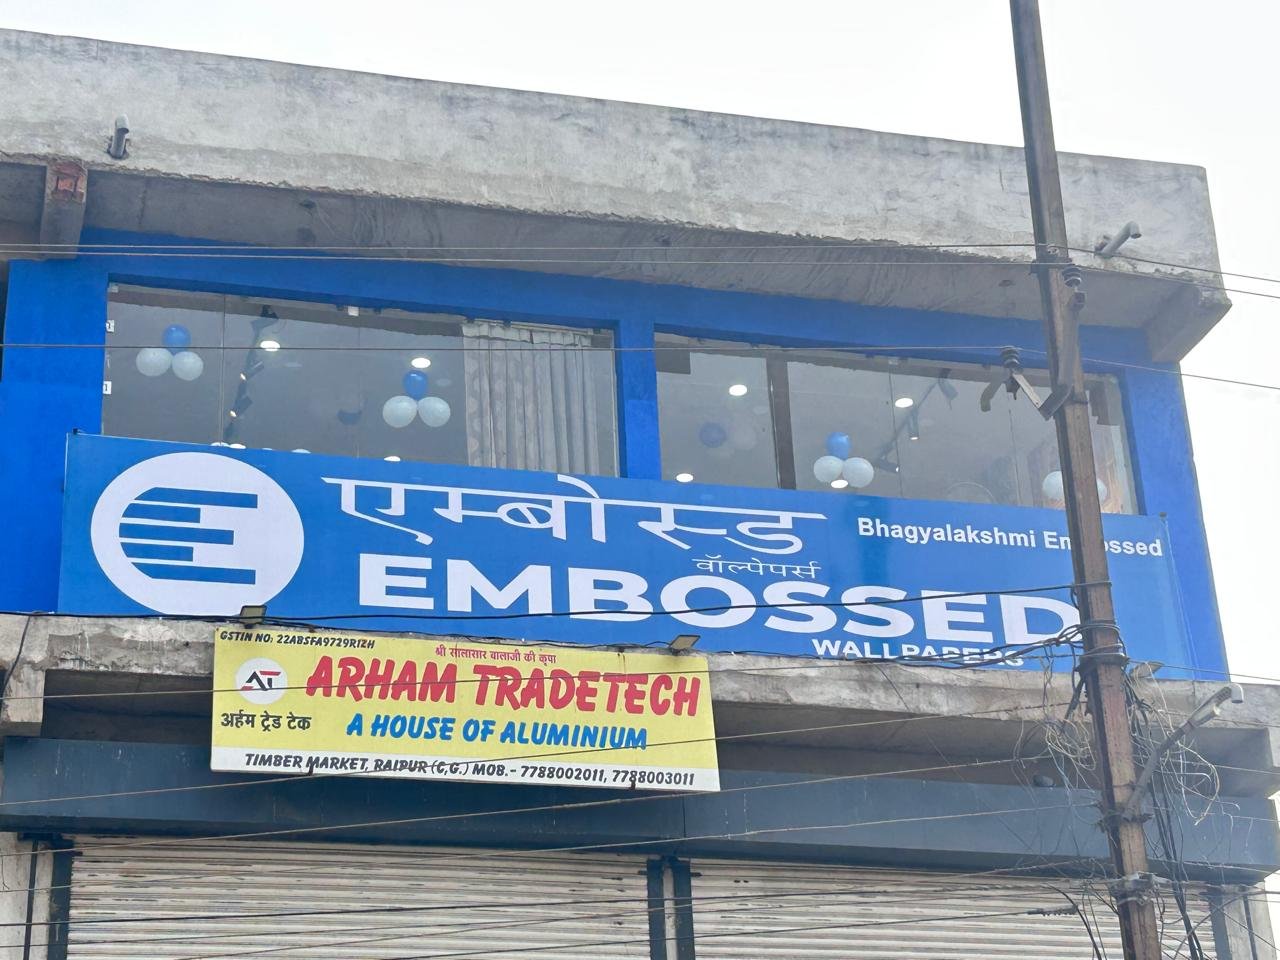 एम्बोस्ड
वॉल्पेपर्स
EMBOSSED
WALLPAPERS
Bhagyalakshmi Embossed
GSTIN NO: 22ABSFA9729R1ZH
श्री सालासार बालाजी की कृपा
AT
ARHAM TRADETECH
अर्हम ट्रेड टेक
A HOUSE OF ALUMINIUM
TIMBER MARKET, RAIPUR (C,G.) MOB.- 7788002011, 7788003011